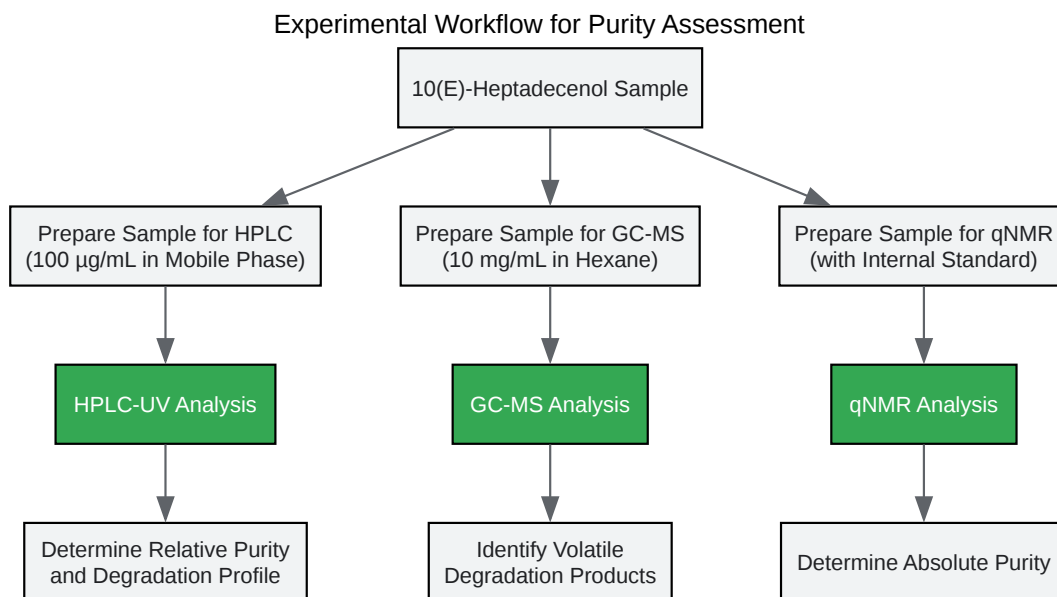 Experimental Workflow for Purity Assessment
10(E)-Heptadecenol Sample
Prepare Sample for HPLC
(100 µg/mL in Mobile Phase)
Prepare Sample for GC-MS
(10 mg/mL in Hexane)
Prepare Sample for qNMR
(with Internal Standard)
HPLC-UV Analysis
GC-MS Analysis
qNMR Analysis
Determine Relative Purity
and Degradation Profile
Identify Volatile
Degradation Products
Determine Absolute Purity